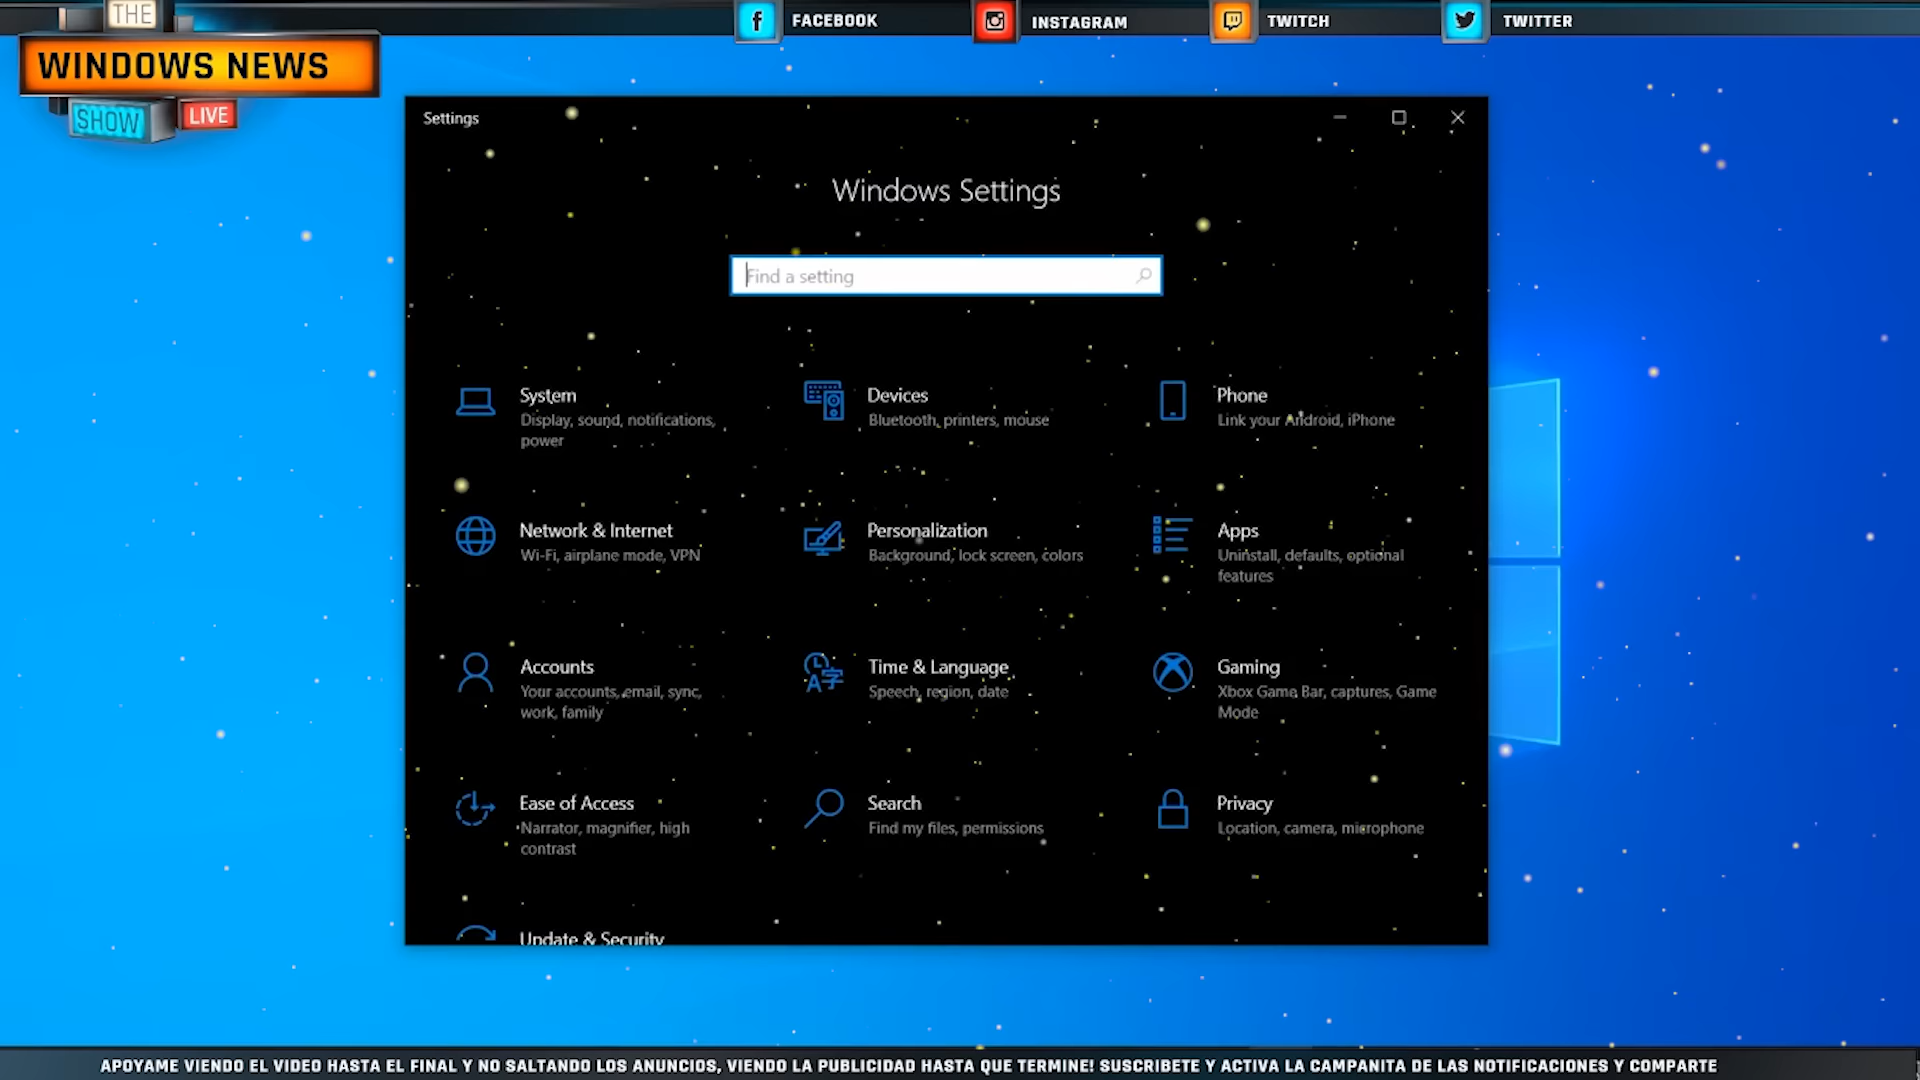 THE
WINDOWS NEWS
SHOW
LIVE
FACEBOOK
INSTAGRAM
TWITCH
TWITTER
Settings
Windows Settings
Find a setting
System
Display, sound, notifications,
power
Devices
Bluetooth, printers, mouse
Phone
Link your Android, iPhone
Network & Internet
Wi-Fi, airplane mode, VPN
Personalization
Background, lock screen, colors
Apps
Uninstall, defaults, optional
features
Accounts
Your accounts, email, sync,
work, family
Time & Language
Speech, region, date
Gaming
Xbox Game Bar, captures, Game
Mode
Ease of Access
Narrator, magnifier, high
contrast
Search
Find my files, permissions
Privacy
Location, camera, microphone
Update & Security
APOYAME VIENDO EL VIDEO HASTA EL FINAL Y NO SALTANDO LOS ANUNCIOS, VIENDO LA PUBLICIDAD HASTA QUE TERMINE! SUSCRIBETE Y ACTIVA LA CAMPANITA DE LAS NOTIFICACIONES Y COMPARTE